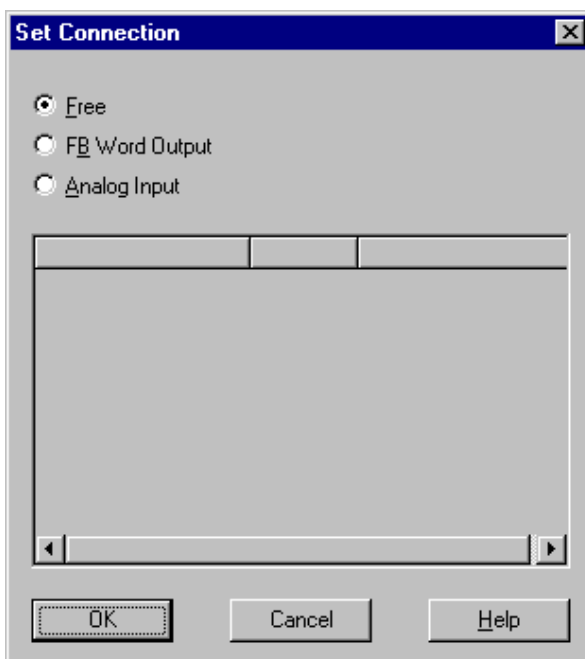 Set Connection
Free
FB Word Output
Analog Input
OK Cancel Help